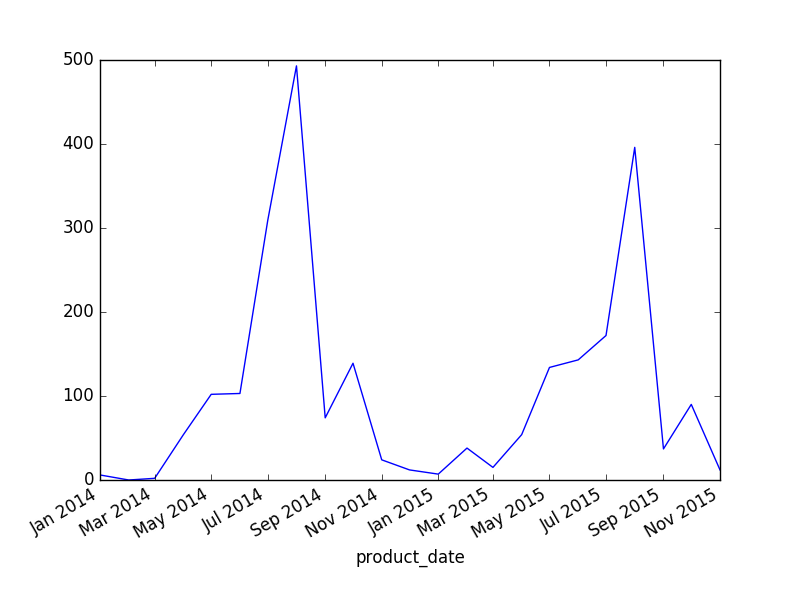 500
400
300
200
100
0
Jan 2014
Mar 2014
May 2014
Jul 2014
Sep 2014
Nov 2014
Jan 2015
Mar 2015
May 2015
Jul 2015
Sep 2015
Nov 2015
product_date